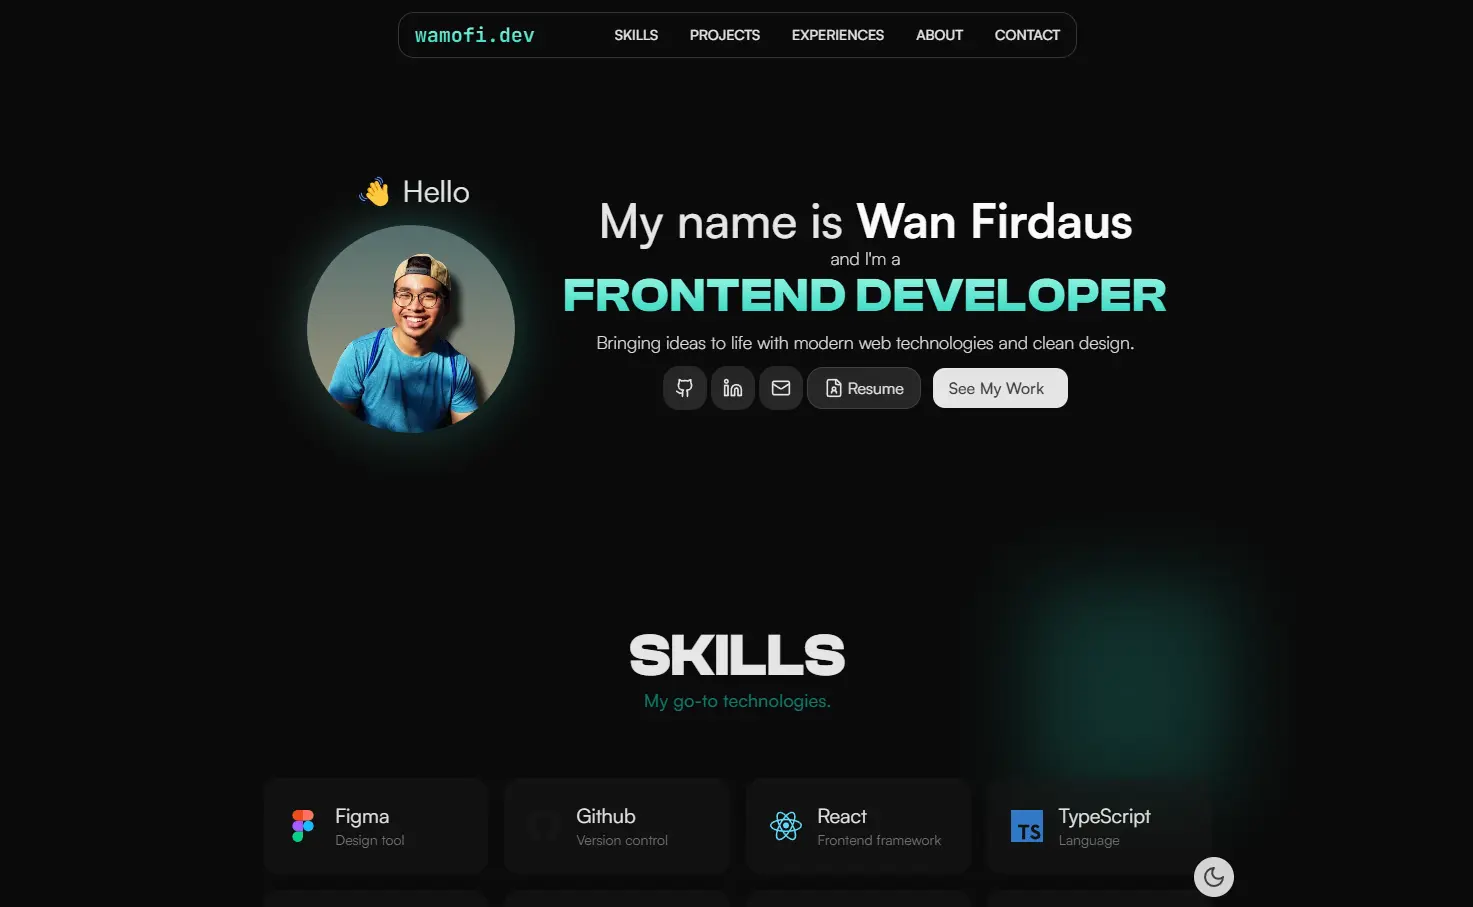 wamofi.dev SKILLS PROJECTS EXPERIENCES ABOUT CONTACT
Hello
My name is Wan Firdaus
and I'm a
FRONTEND DEVELOPER
Bringing ideas to life with modern web technologies and clean design.
Resume See My Work
SKILLS
My go-to technologies.
Figma
Design tool
Github
Version control
React
Frontend framework
TS
TypeScript
Language